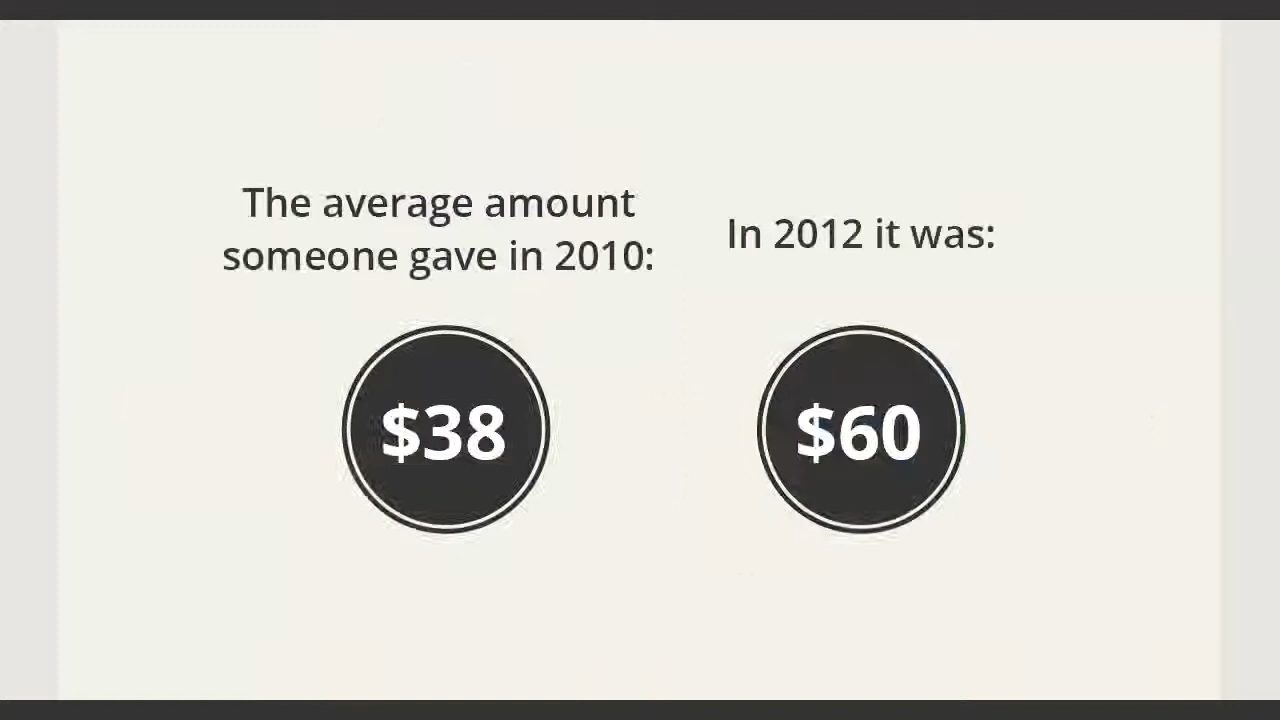 The average amount
someone gave in 2010:
$38
In 2012 it was:
$60